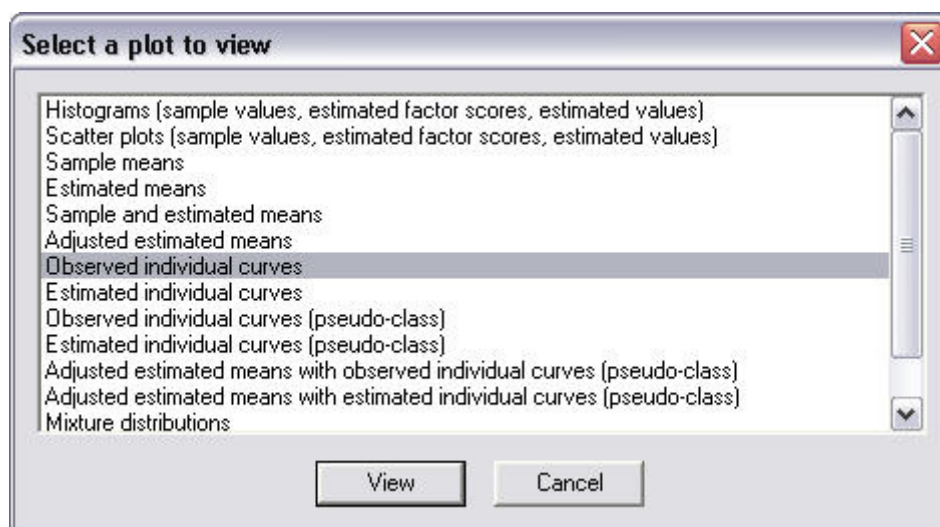 Select a plot to view
Histograms (sample values, estimated factor scores, estimated values)
Scatter plots (sample values, estimated factor scores, estimated values)
Sample means
Estimated means
Sample and estimated means
Adjusted estimated means
Observed individual curves
Estimated individual curves
Observed individual curves (pseudo-class)
Estimated individual curves (pseudo-class)
Adjusted estimated means with observed individual curves (pseudo-class)
Adjusted estimated means with estimated individual curves (pseudo-class)
Mixture distributions
View Cancel